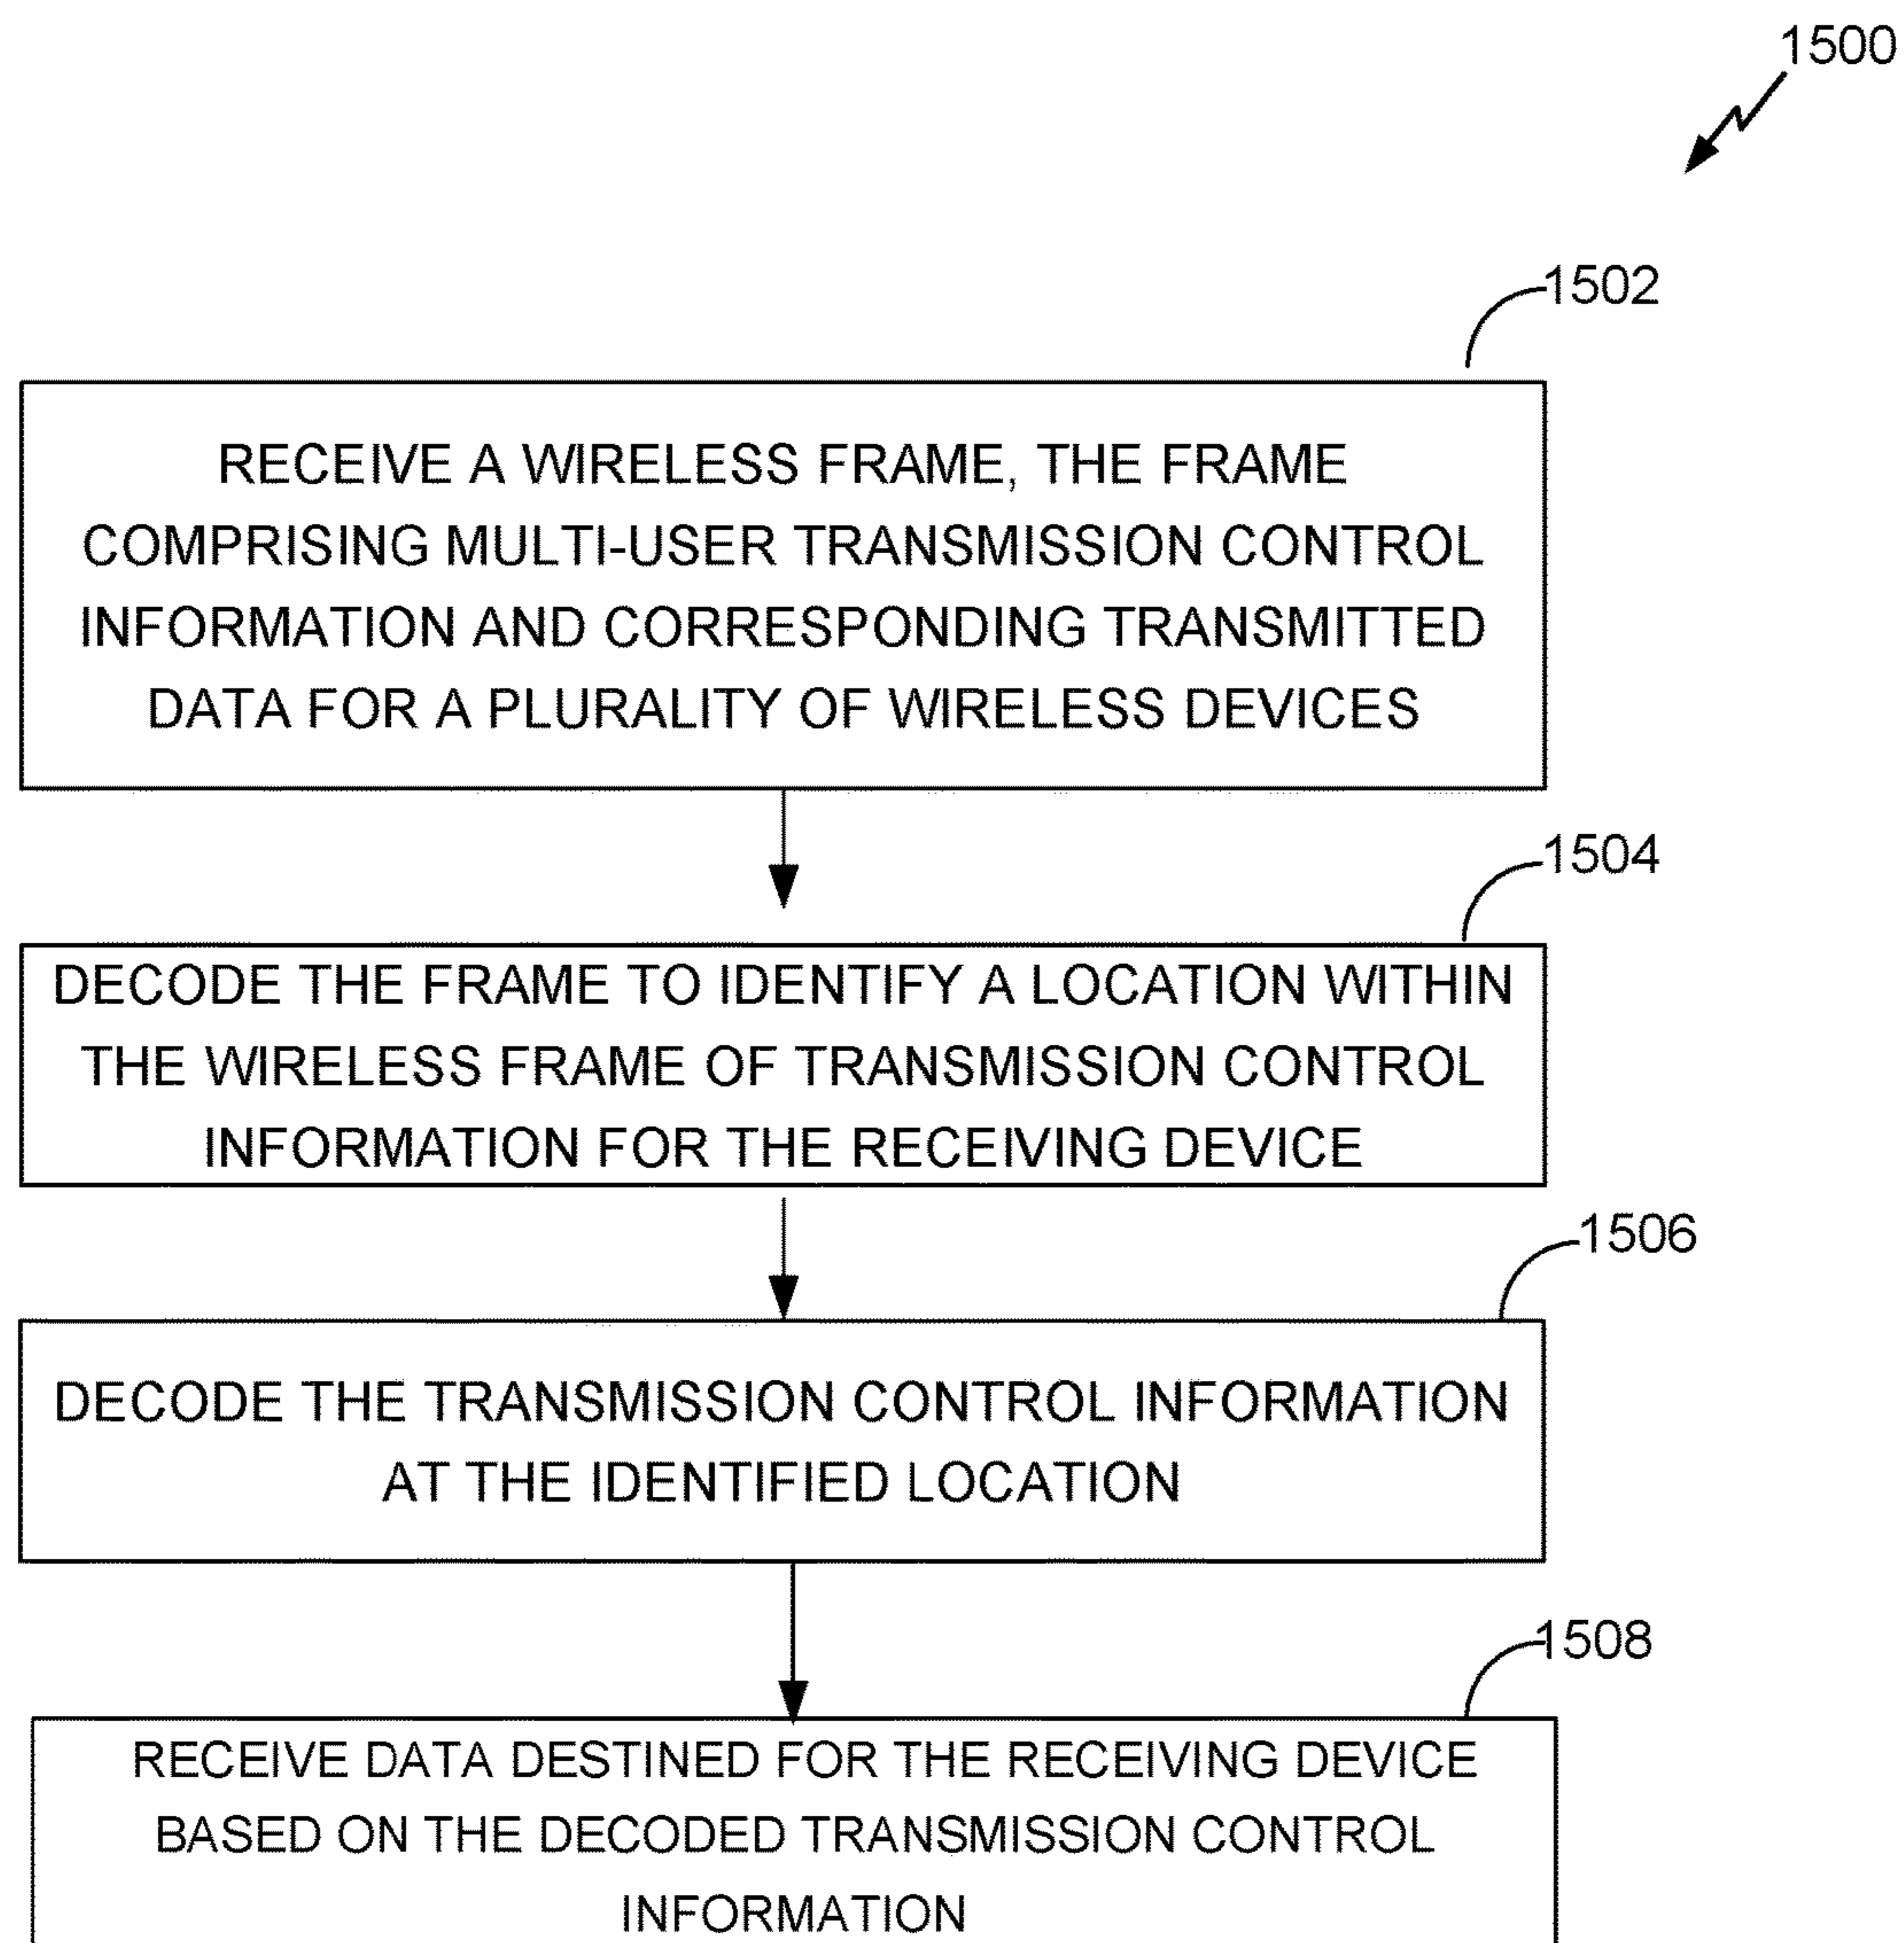 1500
1502
RECEIVE A WIRELESS FRAME, THE FRAME
COMPRISING MULTI-USER TRANSMISSION CONTROL
INFORMATION AND CORRESPONDING TRANSMITTED
DATA FOR A PLURALITY OF WIRELESS DEVICES
1504
DECODE THE FRAME TO IDENTIFY A LOCATION WITHIN
THE WIRELESS FRAME OF TRANSMISSION CONTROL
INFORMATION FOR THE RECEIVING DEVICE
1506
DECODE THE TRANSMISSION CONTROL INFORMATION
AT THE IDENTIFIED LOCATION
1508
RECEIVE DATA DESTINED FOR THE RECEIVING DEVICE
BASED ON THE DECODED TRANSMISSION CONTROL
INFORMATION